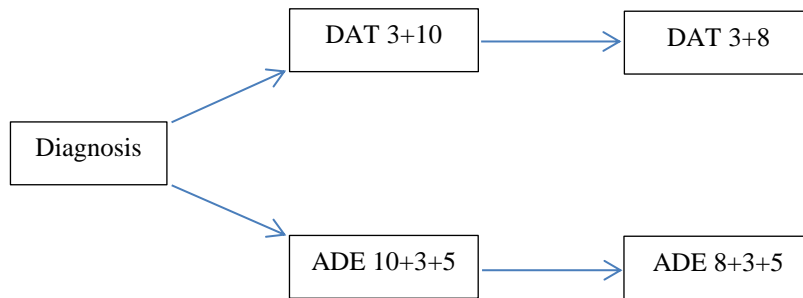 DAT 3+10
DAT 3+8
Diagnosis
ADE 10+3+5
ADE 8+3+5